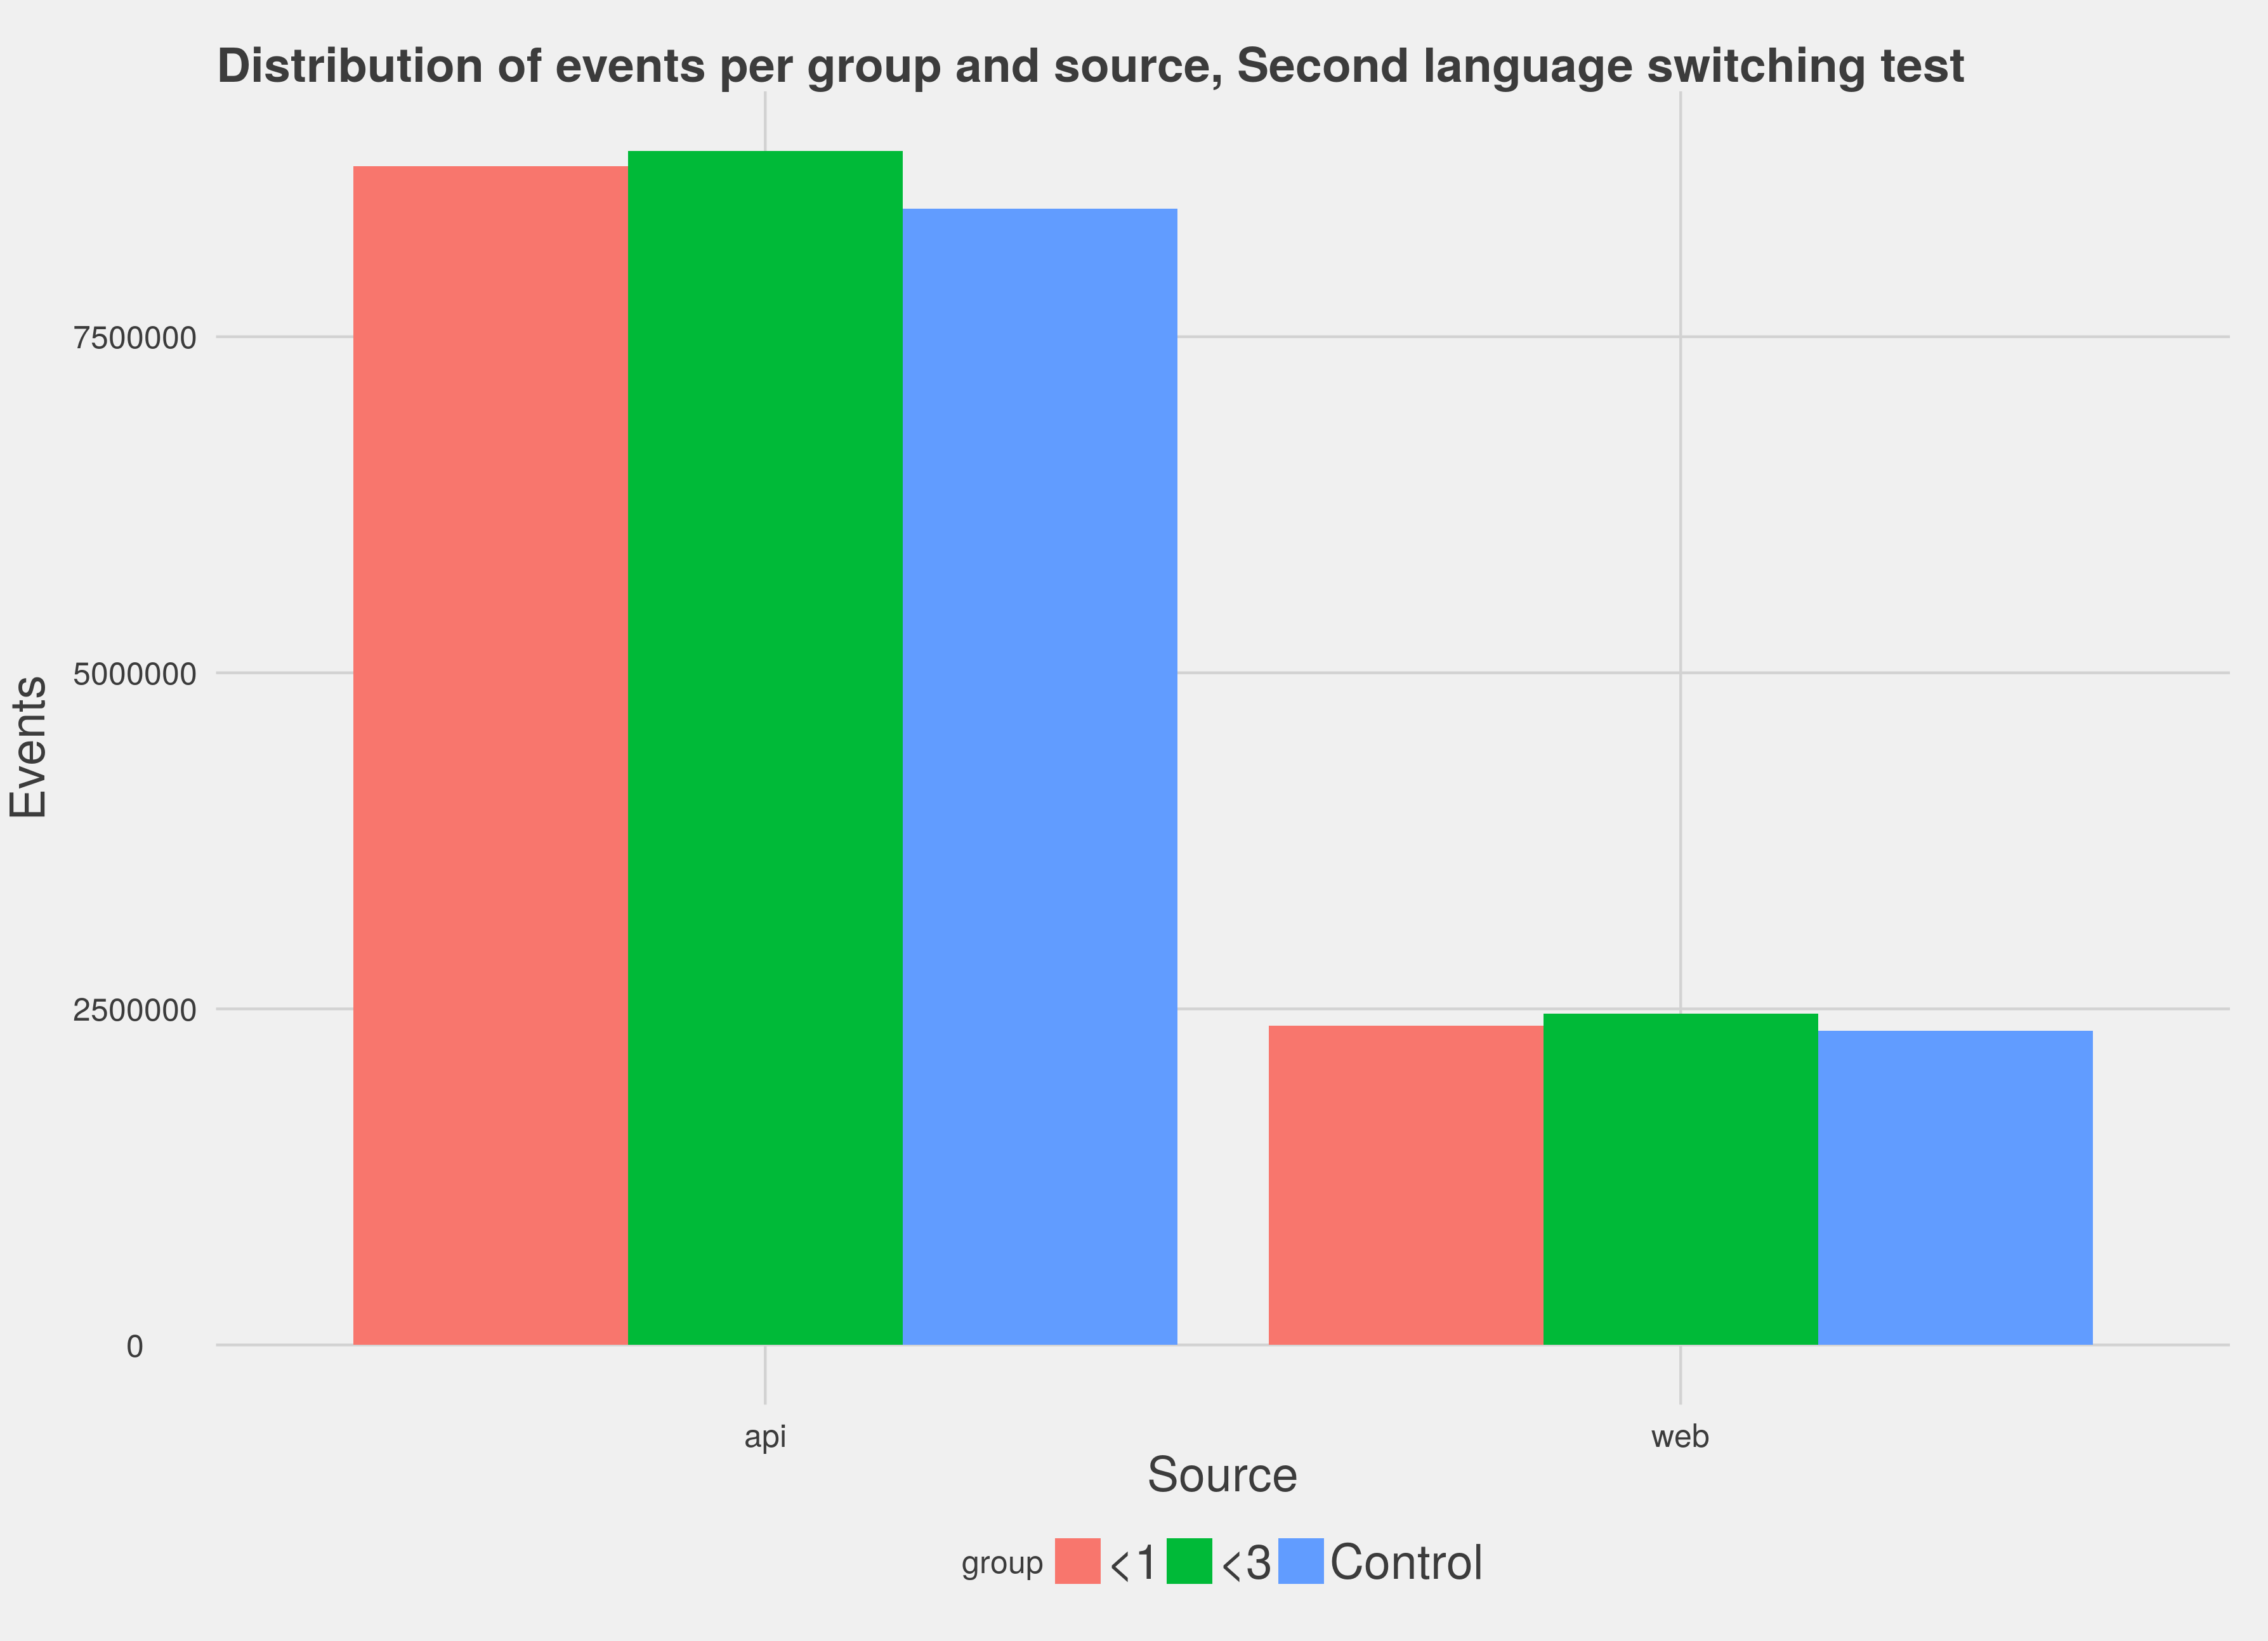 Distribution of events per group and source, Second language switching test
Events
7500000
5000000
2500000
0
api web
Source
group <1 <3 Control